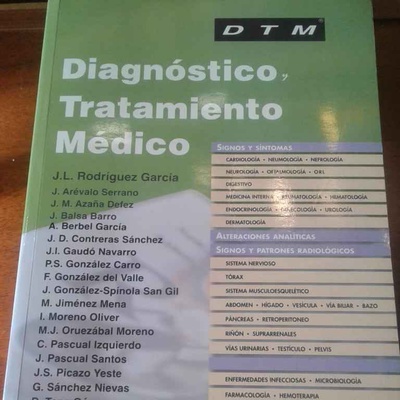 DTM
Diagnóstico y
Tratamiento
Médico
J.L. Rodríguez García
J. Arévalo Serrano
J. M. Azaña Defez
J. Balsa Barro
A. Berbel García
J. D. Contreras Sánchez
J.I. Gaudó Navarro
P.S. González Carro
F. González del Valle
J. González-Spínola San Gil
M. Jiménez Mena
I. Moreno Oliver
M.J. Oruezábal Moreno
C. Pascual Izquierdo
J. Pascual Santos
J.S. Picazo Yeste
G. Sánchez Nievas
SIGNOS Y SÍNTOMAS
CARDIOLOGÍA • NEUMOLOGÍA • NEFROLOGÍA
NEUROLOGÍA • OFTALMOLOGÍA • ORL
DIGESTIVO
MEDICINA INTERNA • REUMATOLOGÍA • HEMATOLOGÍA
ENDOCRINOLOGÍA • GINECOLOGÍA • UROLOGÍA
DERMATOLOGÍA
ALTERACIONES ANALÍTICAS
SIGNOS Y PATRONES RADIOLÓGICOS
SISTEMA NERVIOSO
TÓRAX
SISTEMA MUSCULOESQUELÉTICO
ABDOMEN • HÍGADO • VESÍCULA • VÍA BILIAR • BAZO
PÁNCREAS • RETROPERITONEO
RIÑÓN • SUPRARRENALES
VÍAS URINARIAS • TESTÍCULO • PELVIS
ENFERMEDADES INFECCIOSAS • MICROBIOLOGÍA
FARMACOLOGÍA • HEMOTERAPIA